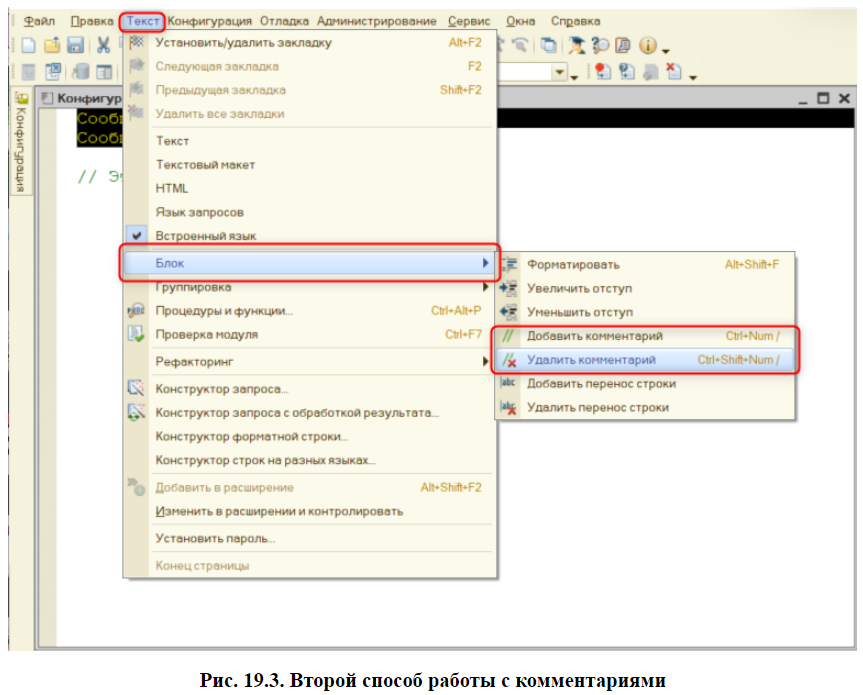 Файл Правка Текст Конфигурация Отладка Администрирование Сервис Окна Справка
Установить/удалить закладку Alt+F2
Следующая закладка F2
Предыдущая закладка Shift+F2
Удалить все закладки
Конфигур
Сооб
Сооб
// Э
Конфигурация
Текст
Текстовый макет
HTML
Язык запросов
Встроенный язык
Блок
Группировка
Процедуры и функции... Ctrl+Alt+P
Проверка модуля Ctrl+F7
Рефакторинг
Конструктор запроса...
Конструктор запроса с обработкой результата...
Конструктор форматной строки...
Конструктор строк на разных языках...
Добавить в расширение Alt+Shift+F2
Изменить в расширении и контролировать
Установить пароль...
Конец страницы
Форматировать Alt+Shift+F
Увеличить отступ
Уменьшить отступ
Добавить комментарий Ctrl+Num /
Удалить комментарий Ctrl+Shift+Num /
Добавить перенос строки
Удалить перенос строки
Рис. 19.3. Второй способ работы с комментариями